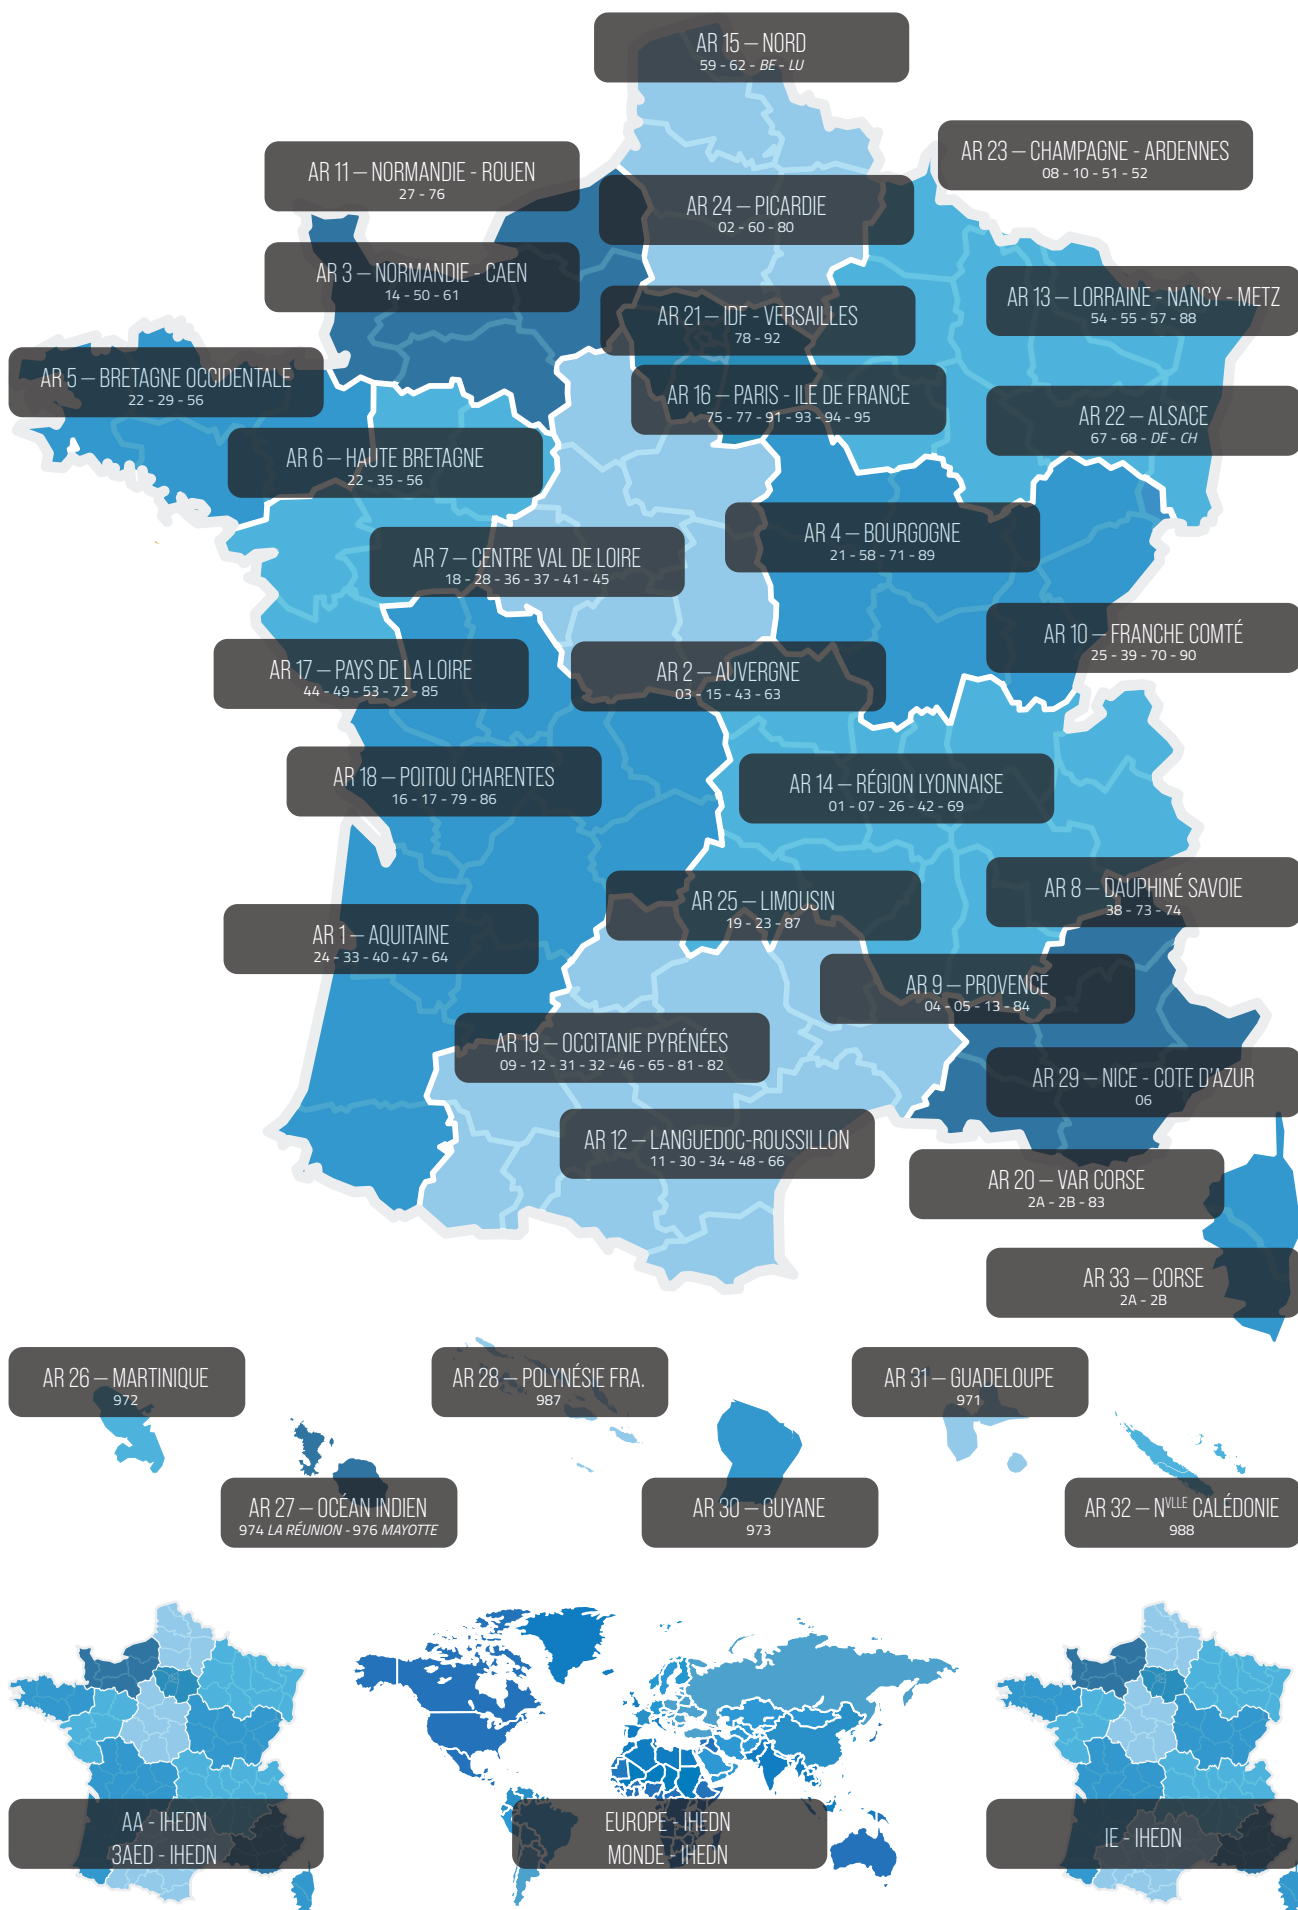 AR 15 – NORD
59 - 62 - BE - LU
AR 23 – CHAMPAGNE - ARDENNES
08 - 10 - 51 - 52
AR 11 – NORMANDIE - ROUEN
27 - 76
AR 24 – PICARDIE
02 - 60 - 80
AR 3 – NORMANDIE - CAEN
14 - 50 - 61
AR 13 – LORRAINE - NANCY - METZ
54 - 55 - 57 - 88
AR 21 – IDF - VERSAILLES
78 - 92
AR 5 – BRETAGNE OCCIDENTALE
22 - 29 - 56
AR 16 – PARIS - ILE DE FRANCE
75 - 77 - 91 - 93 - 94 - 95
AR 22 – ALSACE
67 - 68 - DE - CH
AR 6 – HAUTE BRETAGNE
22 - 35 - 56
AR 4 – BOURGOGNE
21 - 58 - 71 - 89
AR 7 – CENTRE VAL DE LOIRE
18 - 28 - 36 - 37 - 41 - 45
AR 10 – FRANCHE COMTÉ
25 - 39 - 70 - 90
AR 17 – PAYS DE LA LOIRE
44 - 49 - 53 - 72 - 85
AR 2 – AUVERGNE
03 - 15 - 43 - 63
AR 18 – POITOU CHARENTES
16 - 17 - 79 - 86
AR 14 – RÉGION LYONNAISE
01 - 07 - 26 - 42 - 69
AR 8 – DAUPHINÉ SAVOIE
38 - 73 - 74
AR 25 – LIMOUSIN
19 - 23 - 87
AR 1 – AQUITAINE
24 - 33 - 40 - 47 - 64
AR 9 – PROVENCE
04 - 05 - 13 - 84
AR 19 – OCCITANIE PYRÉNÉES
09 - 12 - 31 - 32 - 46 - 65 - 81 - 82
AR 29 – NICE - COTE D'AZUR
06
AR 12 – LANGUEDOC-ROUSSILLON
11 - 30 - 34 - 48 - 66
AR 20 – VAR CORSE
2A - 2B - 83
AR 33 – CORSE
2A - 2B
AR 26 – MARTINIQUE
972
AR 28 – POLYNÉSIE FRA.
987
AR 31 – GUADELOUPE
971
AR 27 – OCÉAN INDIEN
974 LA RÉUNION - 976 MAYOTTE
AR 30 – GUYANE
973
AR 32 – NVLLE CALÉDONIE
988
AA - IHEDN
3AED - IHEDN
EUROPE - IHEDN
MONDE - IHEDN
IE - IHEDN